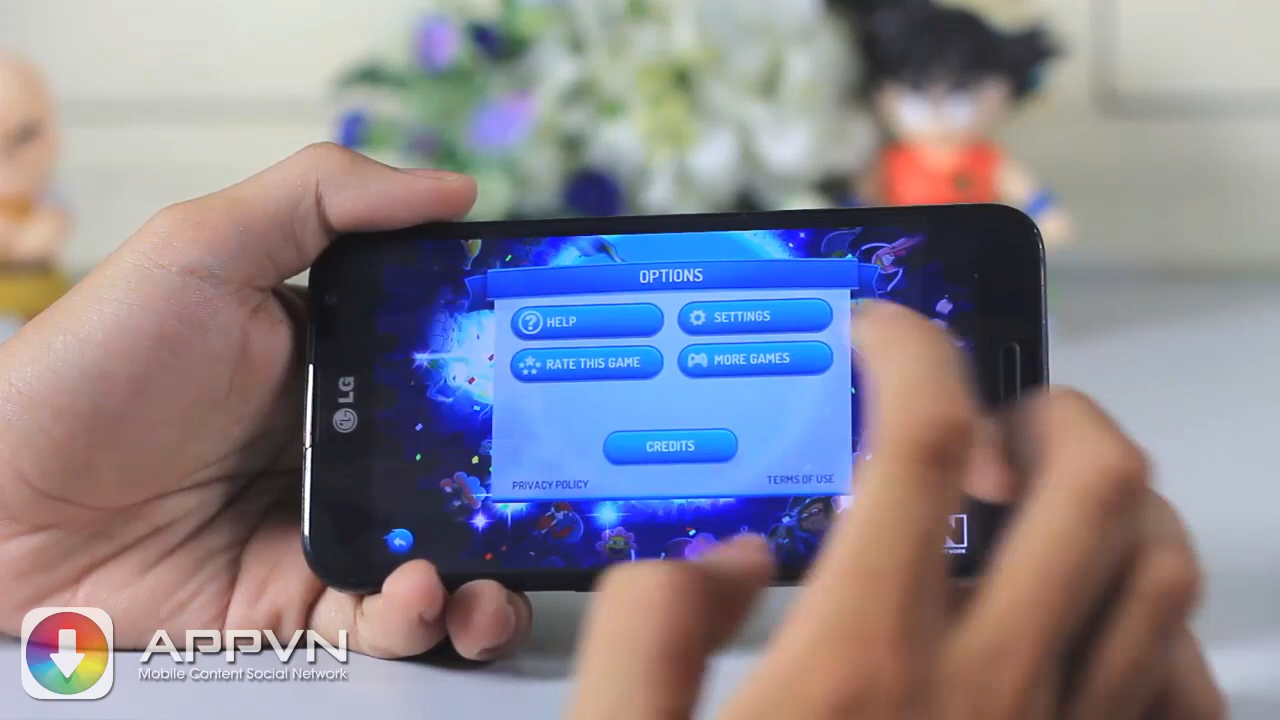 OPTIONS
HELP
SETTINGS
RATE THIS GAME
MORE GAMES
CREDITS
PRIVACY POLICY
TERMS OF USE
LG
APPVN
Mobile Content Social Network